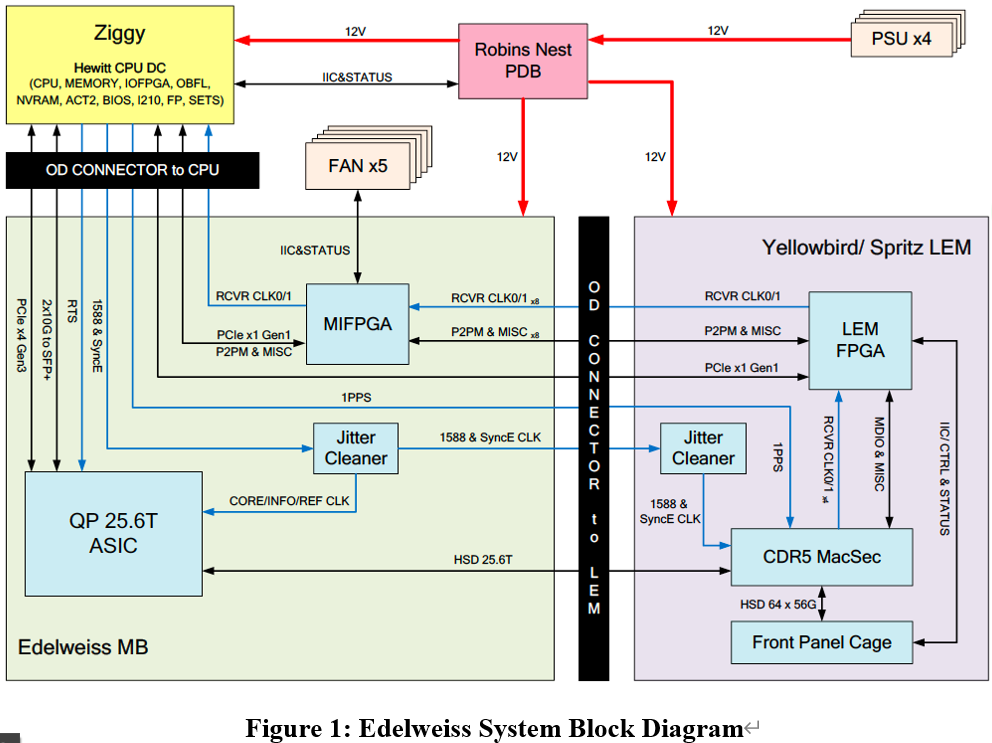 Ziggy
Hewitt CPU DC
(CPU, MEMORY, IOFPGA, OBFL,
NVRAM, ACT2, BIOS, I210, FP, SETS)
12V
Robins Nest
PDB
12V
PSU x4
IIC&STATUS
OD CONNECTOR to CPU
FAN x5
12V
12V
IIC&STATUS
Yellowbird/ Spritz LEM
PCIe x4 Gen3
2x10G to SFP+
RTS
1588 & SyncE
RCVR CLK0/1
MIFPGA
RCVR CLK0/1 x8
RCVR CLK0/1
PCIe x1 Gen1
P2PM & MISC
P2PM & MISC x8
P2PM & MISC
LEM
FPGA
PCIe x1 Gen1
OD CONNECTOR to LEM
1PPS
Jitter
Cleaner
1588 & SyncE CLK
Jitter
Cleaner
1PPS
RCVR CLK0/1 x4
MDIO & MISC
IIC/ CTRL & STATUS
CORE/INFO/REF CLK
1588 &
SyncE CLK
QP 25.6T
ASIC
HSD 25.6T
CDR5 MacSec
HSD 64 x 56G
Front Panel Cage
Edelweiss MB
Figure 1: Edelweiss System Block Diagram↵